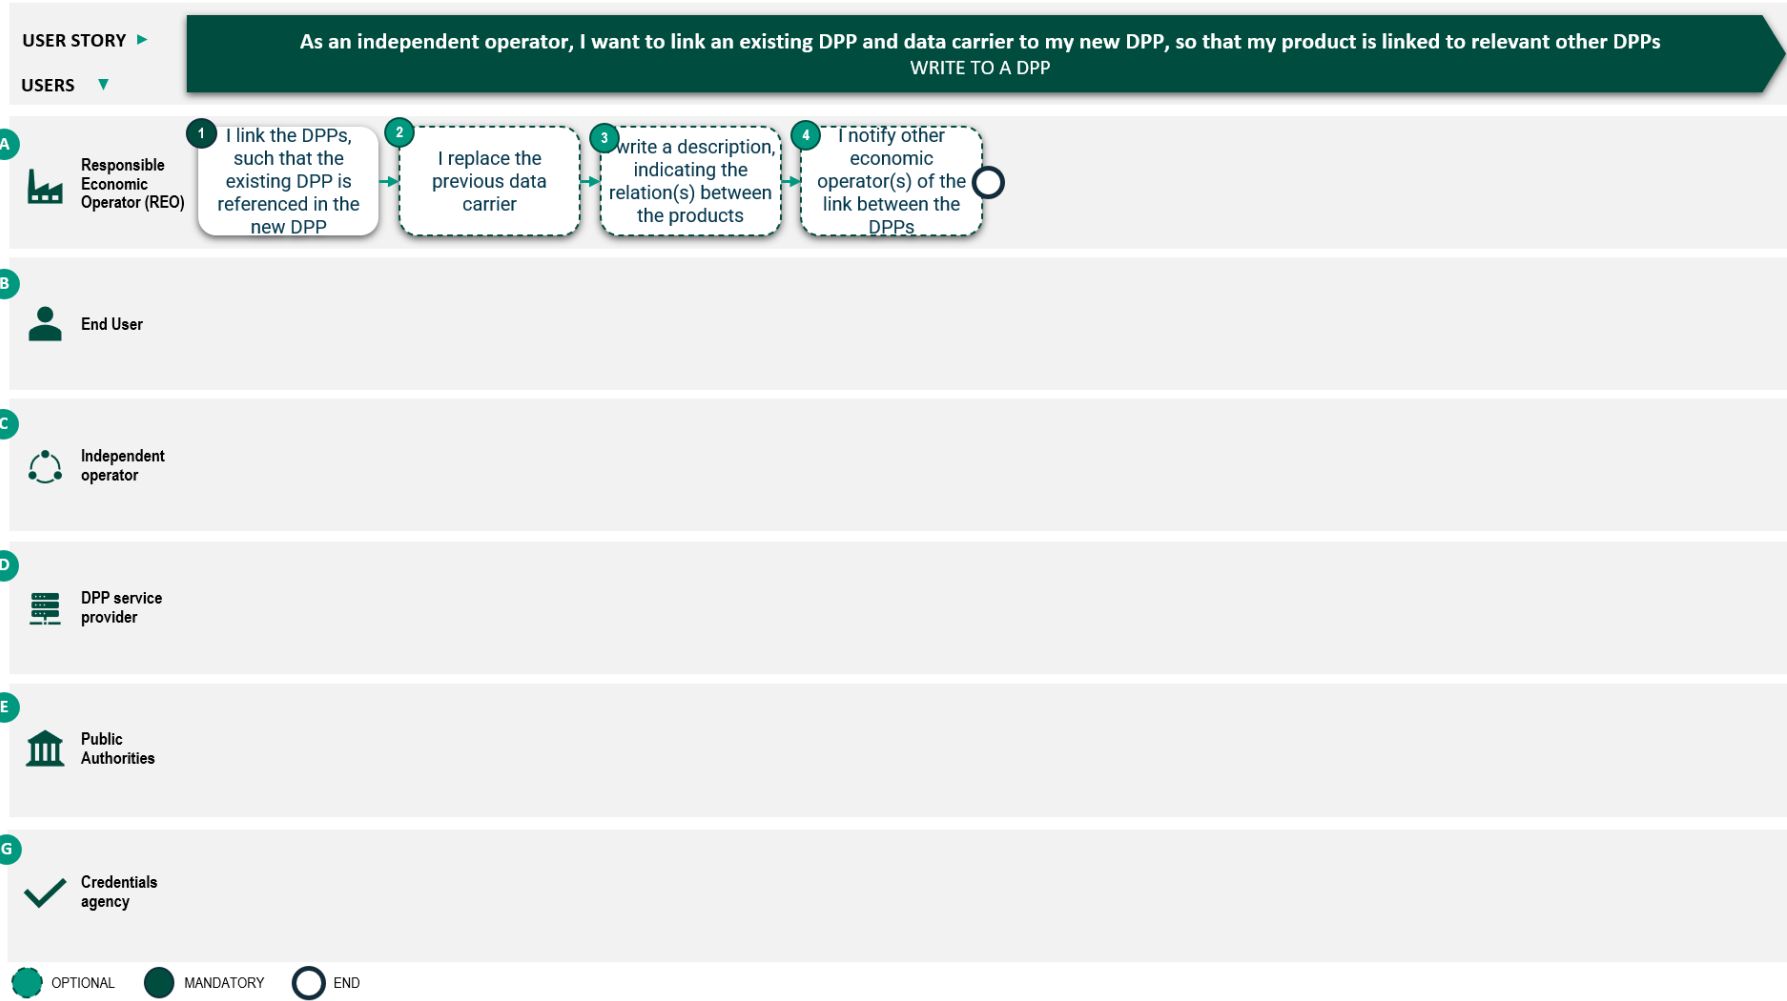 USER STORY
As an independent operator, I want to link an existing DPP and data carrier to my new DPP, so that my product is linked to relevant other DPPs
WRITE TO A DPP
USERS
A
Responsible
Economic
Operator (REO)
1
I link the DPPs,
such that the
existing DPP is
referenced in the
new DPP
2
I replace the
previous data
carrier
3
write a description,
indicating the
relation(s) between
the products
4
I notify other
economic
operator(s) of the
link between the
DPPs
B
End User
C
Independent
operator
D
DPP service
provider
E
Public
Authorities
G
Credentials
agency
OPTIONAL
MANDATORY
END